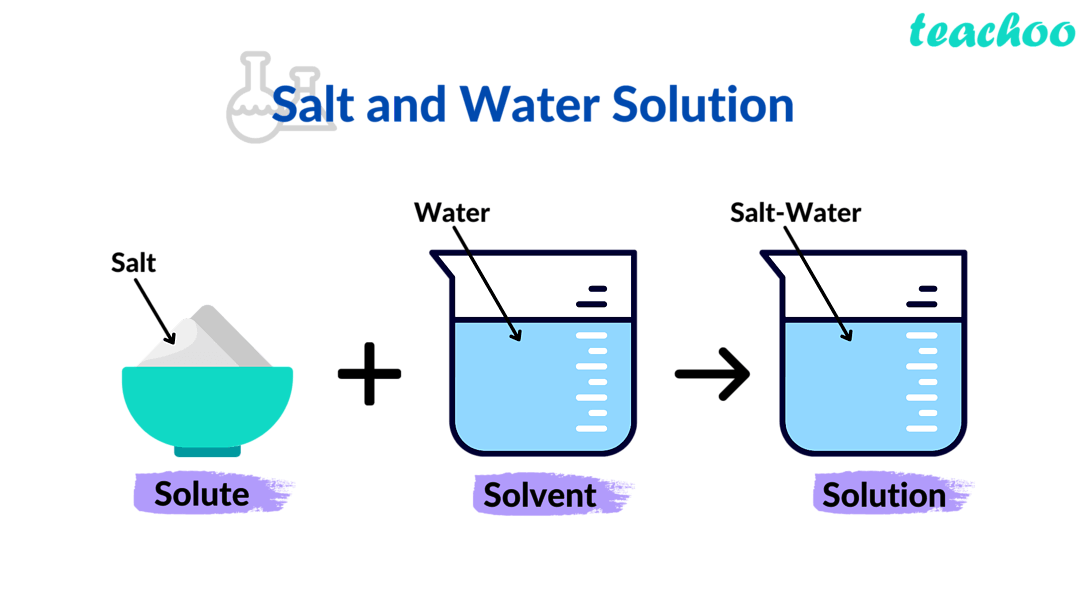 teachoo
Salt and Water Solution
Salt
Water
Salt-Water
Solute
Solvent
Solution